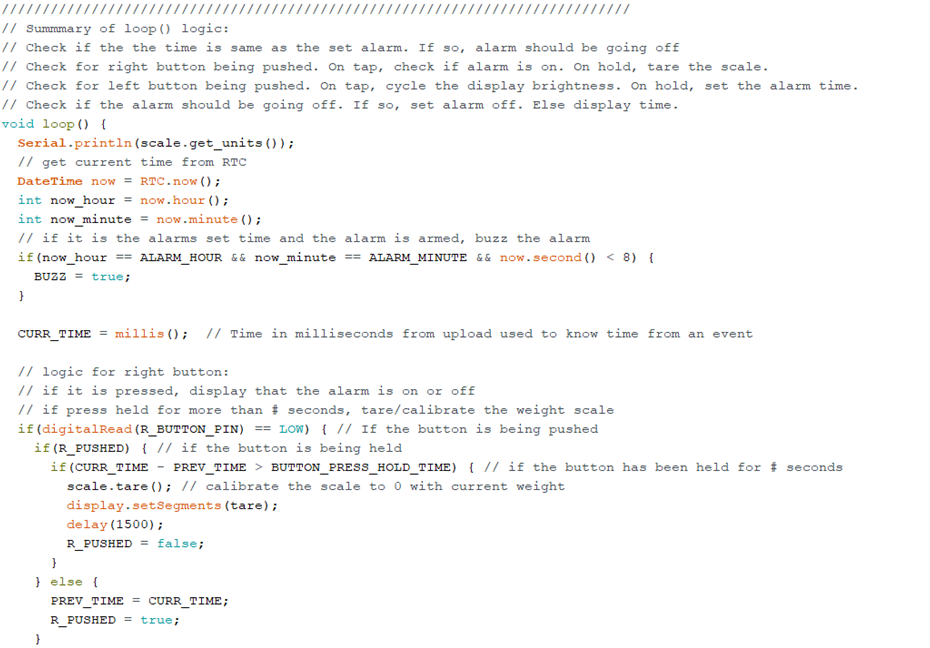 //////////////////////////////////////////////////////////////////////////////
// Summmary of loop() logic:
// Check if the the time is same as the set alarm. If so, alarm should be going off
// Check for right button being pushed. On tap, check if alarm is on. On hold, tare the scale.
// Check for left button being pushed. On tap, cycle the display brightness. On hold, set the alarm time.
// Check if the alarm should be going off. If so, set alarm off. Else display time.
void loop() {
  Serial.println(scale.get_units());
  // get current time from RTC
  DateTime now = RTC.now();
  int now_hour = now.hour();
  int now_minute = now.minute();
  // if it is the alarms set time and the alarm is armed, buzz the alarm
  if(now_hour == ALARM_HOUR && now_minute == ALARM_MINUTE && now.second() < 8) {
    BUZZ = true;
  }
  CURR_TIME = millis();  // Time in milliseconds from upload used to know time from an event
  // logic for right button:
  // if it is pressed, display that the alarm is on or off
  // if press held for more than # seconds, tare/calibrate the weight scale
  if(digitalRead(R_BUTTON_PIN) == LOW) { // If the button is being pushed
    if(R_PUSHED) { // if the button is being held
      if(CURR_TIME - PREV_TIME > BUTTON_PRESS_HOLD_TIME) { // if the button has been held for # seconds
        scale.tare(); // calibrate the scale to 0 with current weight
        display.setSegments(tare);
        delay(1500);
        R_PUSHED = false;
      }
    } else {
      PREV_TIME = CURR_TIME;
      R_PUSHED = true;
    }